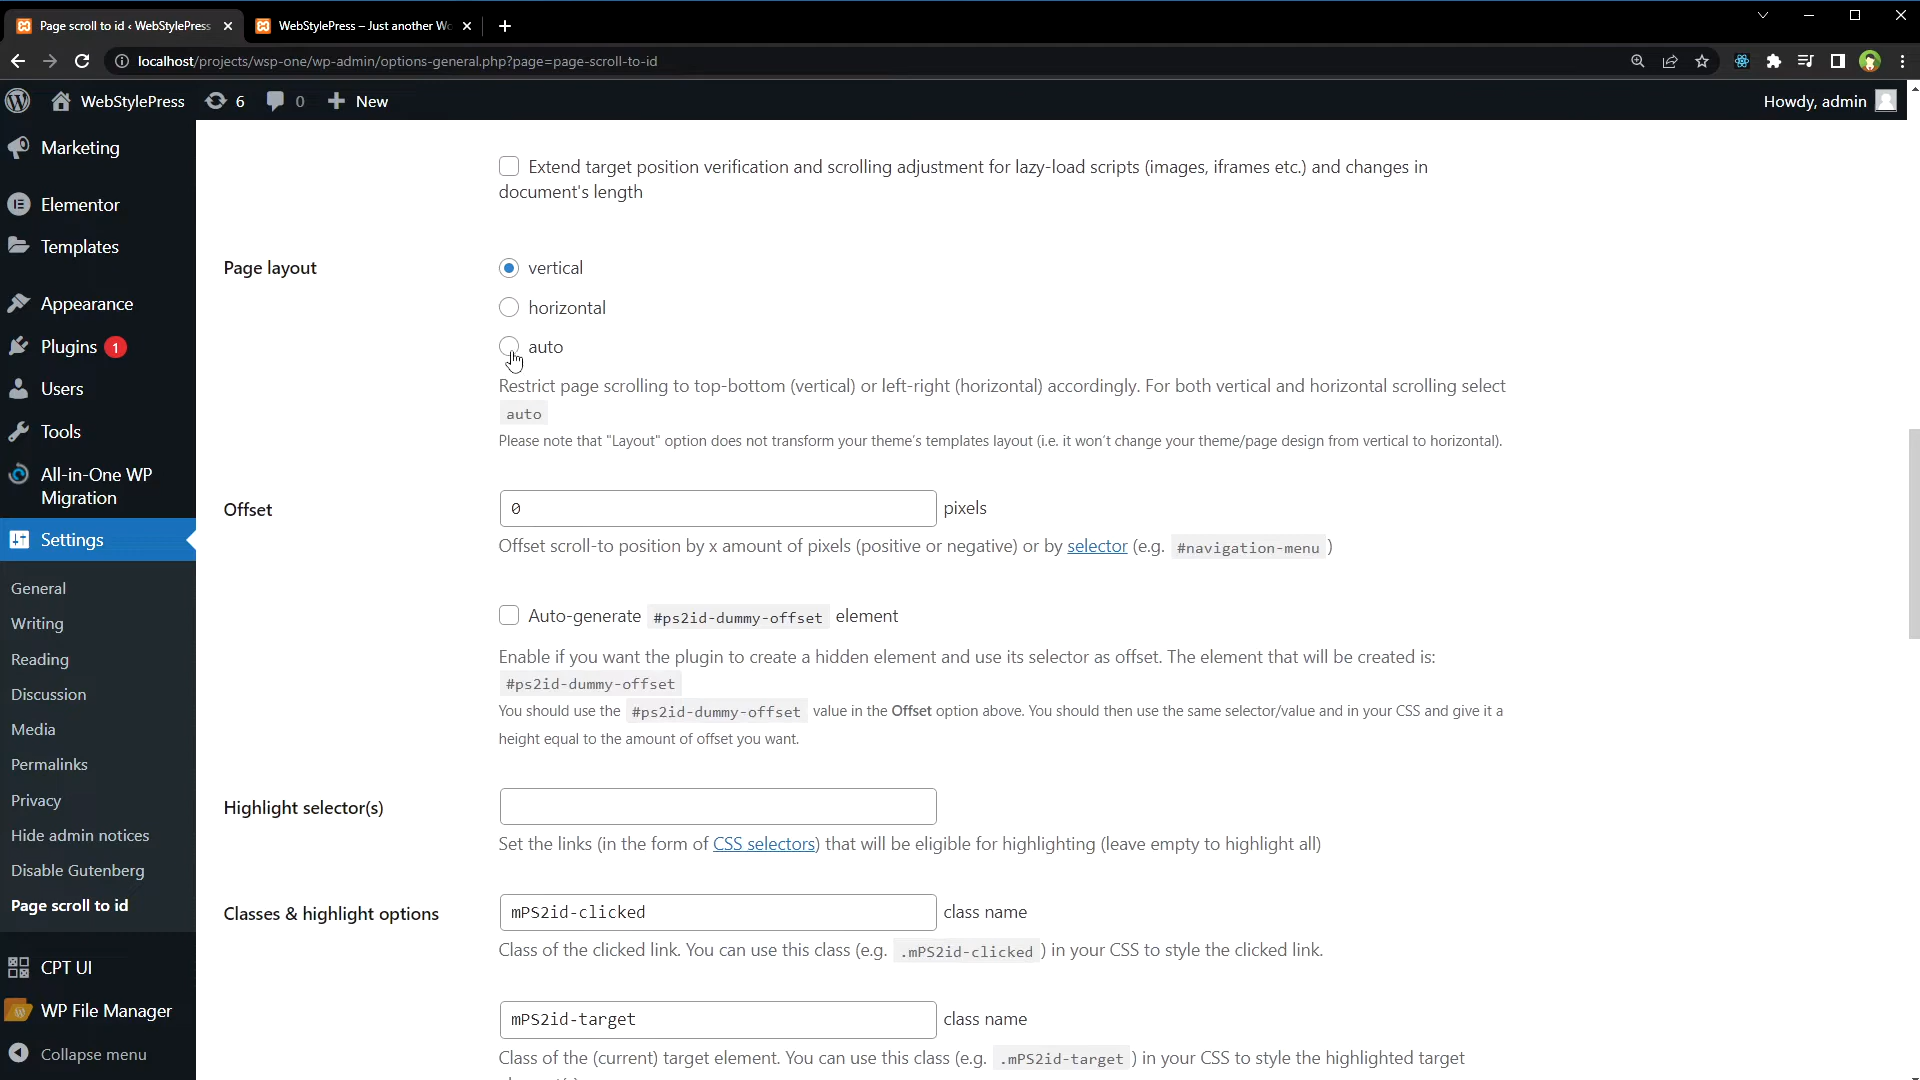 Page scroll to id ‹ WebStylePress
WebStylePress – Just another Wo
localhost/projects/wsp-one/wp-admin/options-general.php?page=page-scroll-to-id
WebStylePress
6
0
New
Howdy, admin
Marketing
Elementor
Templates
Appearance
Plugins 1
Users
Tools
All-in-One WP
Migration
Settings
General
Writing
Reading
Discussion
Media
Permalinks
Privacy
Hide admin notices
Disable Gutenberg
Page scroll to id
CPT UI
WP File Manager
Collapse menu
Extend target position verification and scrolling adjustment for lazy-load scripts (images, iframes etc.) and changes in
document's length
Page layout
vertical
horizontal
auto
Restrict page scrolling to top-bottom (vertical) or left-right (horizontal) accordingly. For both vertical and horizontal scrolling select
auto
Please note that "Layout" option does not transform your theme's templates layout (i.e. it won't change your theme/page design from vertical to horizontal).
Offset
0
pixels
Offset scroll-to position by x amount of pixels (positive or negative) or by selector (e.g. #navigation-menu )
Auto-generate #ps2id-dummy-offset element
Enable if you want the plugin to create a hidden element and use its selector as offset. The element that will be created is:
#ps2id-dummy-offset
You should use the #ps2id-dummy-offset value in the Offset option above. You should then use the same selector/value and in your CSS and give it a
height equal to the amount of offset you want.
Highlight selector(s)
Set the links (in the form of CSS selectors) that will be eligible for highlighting (leave empty to highlight all)
Classes & highlight options
mPS2id-clicked
class name
Class of the clicked link. You can use this class (e.g. .mPS2id-clicked ) in your CSS to style the clicked link.
mPS2id-target
class name
Class of the (current) target element. You can use this class (e.g. .mPS2id-target ) in your CSS to style the highlighted target